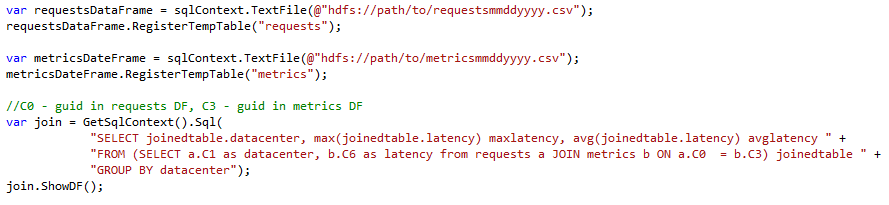 var requestsDataFrame = sqlContext.TextFile(@"hdfs://path/to/requestsmmddyyyy.csv");
requestsDataFrame.RegisterTempTable("requests");
var metricsDateFrame = sqlContext.TextFile(@"hdfs://path/to/metricsmmddyyyy.csv");
metricsDateFrame.RegisterTempTable("metrics");
//C0 - guid in requests DF, C3 - guid in metrics DF
var join = GetSqlContext().Sql(
"SELECT joinedtable.datacenter, max(joinedtable.latency) maxlatency, avg(joinedtable.latency) avglatency " +
"FROM (SELECT a.C1 as datacenter, b.C6 as latency from requests a JOIN metrics b ON a.C0  = b.C3) joinedtable " +
"GROUP BY datacenter");
join.ShowDF();